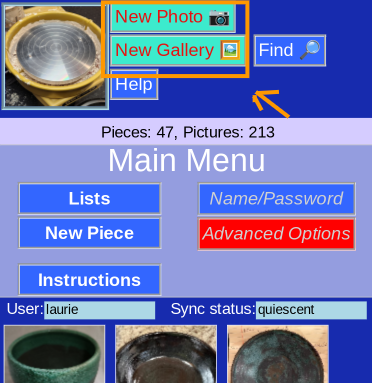 New Photo 📷
New Gallery 🖼️
Find 🔎
Help
Pieces: 47, Pictures: 213
Main Menu
Lists
Name/Password
New Piece
Advanced Options
Instructions
User: laurie Sync status: quiescent